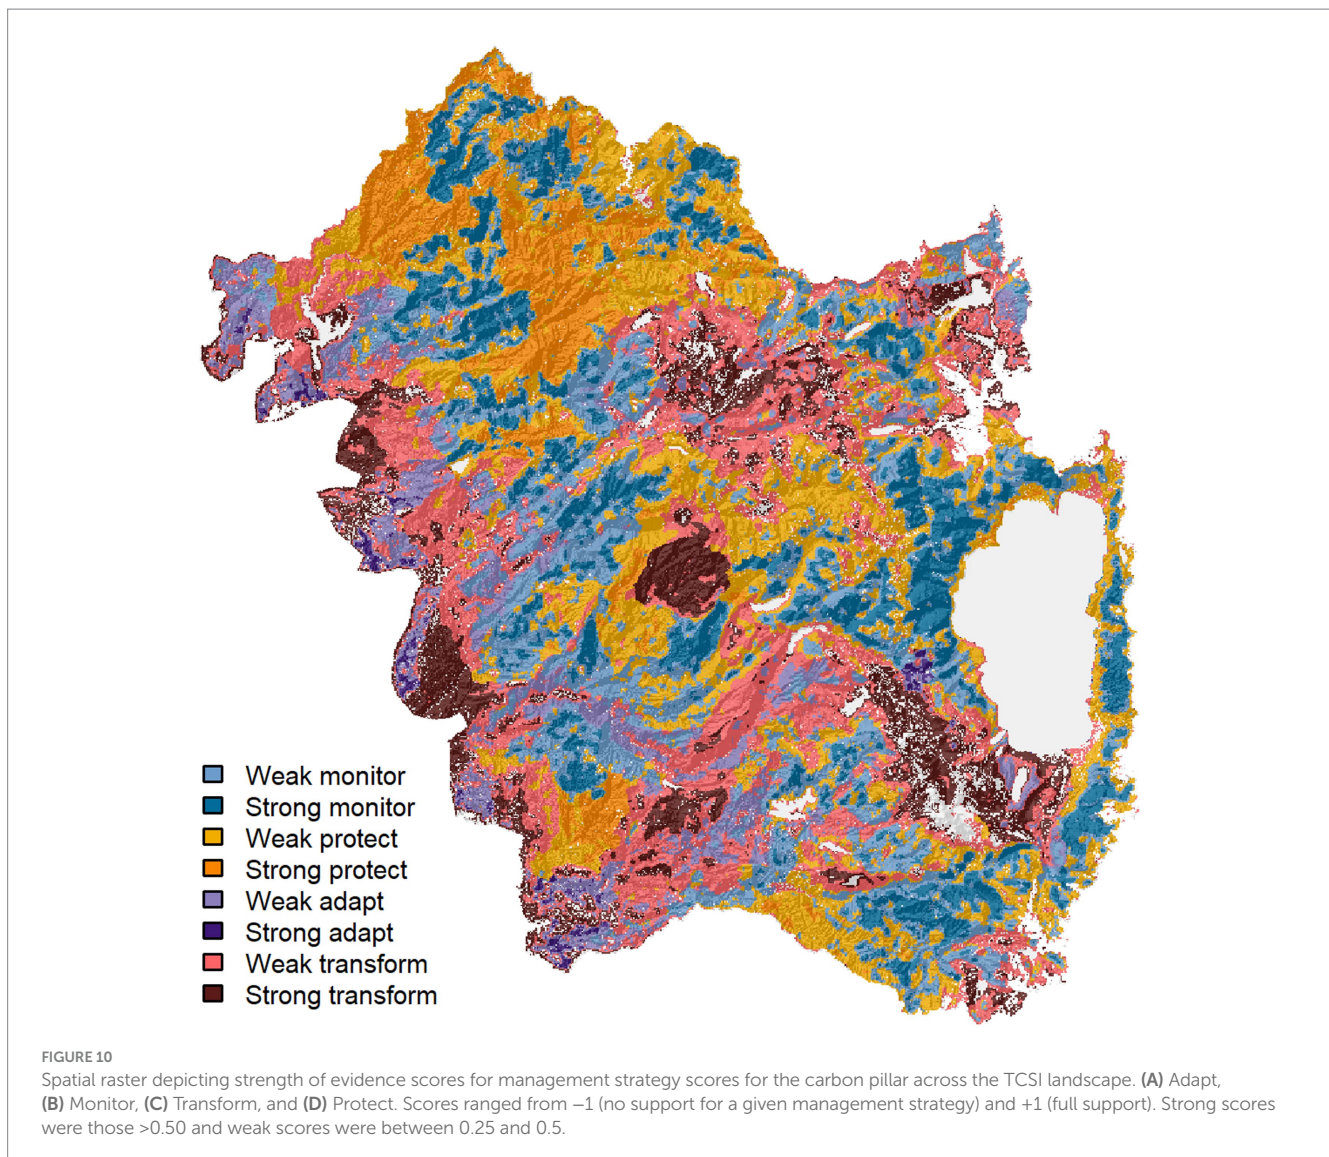 Weak monitor
Strong monitor
Weak protect
Strong protect
Weak adapt
Strong adapt
Weak transform
Strong transform
FIGURE 10
Spatial raster depicting strength of evidence scores for management strategy scores for the carbon pillar across the TCSI landscape. (A) Adapt,
(B) Monitor, (C) Transform, and (D) Protect. Scores ranged from −1 (no support for a given management strategy) and +1 (full support). Strong scores
were those >0.50 and weak scores were between 0.25 and 0.5.